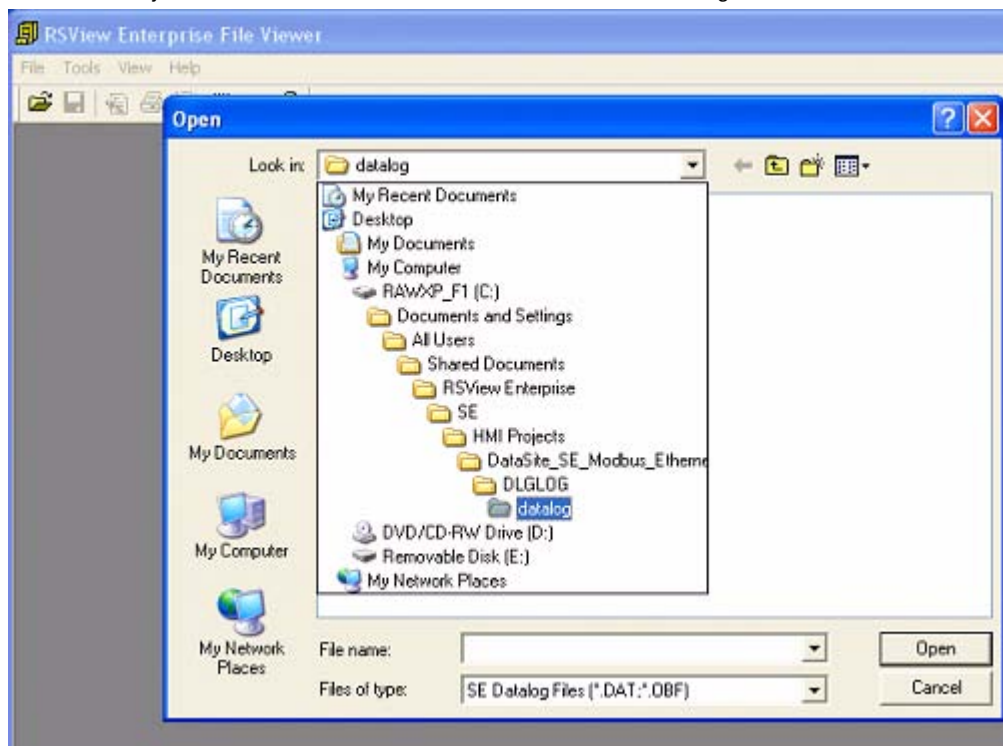 RSView Enterprise File Viewer
File Tools View Help
Open
Look in: datalog
My Recent Documents
Desktop
My Documents
My Computer
RAWXP_F1 (C:)
Documents and Settings
All Users
Shared Documents
RSView Enterprise
SE
HMI Projects
DataSite_SE_Modbus_Etherne
DLGLOG
datalog
DVD/CD-RW Drive (D:)
Removable Disk (E:)
My Network Places
My Recent
Documents
Desktop
My Documents
My Computer
My Network
Places
File name:
Open
Files of type: SE Datalog Files (*.DAT;*.OBF)
Cancel